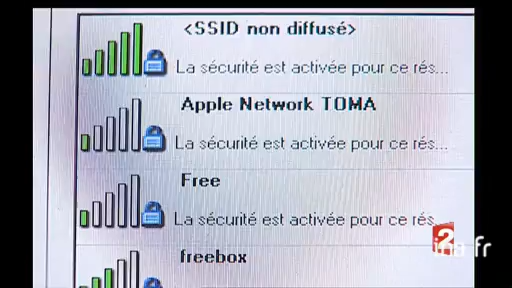 <SSID non diffusé>
La sécurité est activée pour ce rés...
Apple Network TOMA
La sécurité est activée pour ce rés...
Free
La sécurité est activée pour ce rés...
2
ina.fr
freebox